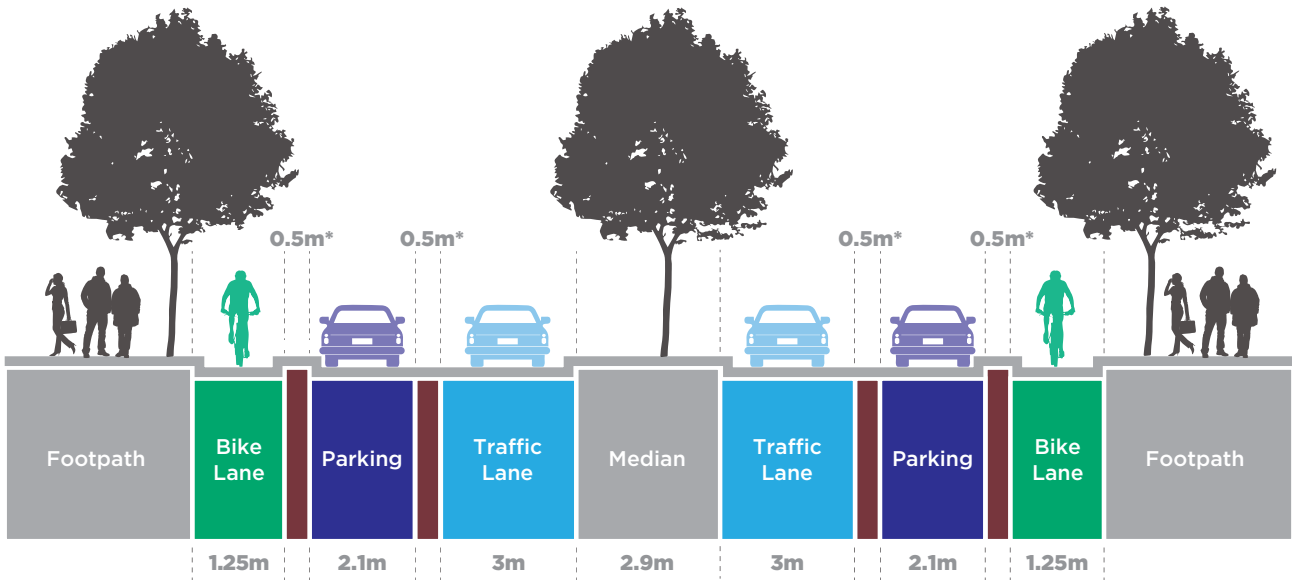 0.5m* 0.5m* 0.5m* 0.5m*
Footpath
Bike
Lane
Parking
Traffic
Lane
Median
Traffic
Lane
Parking
Bike
Lane
Footpath
1.25m 2.1m 3m 2.9m 3m 2.1m 1.25m